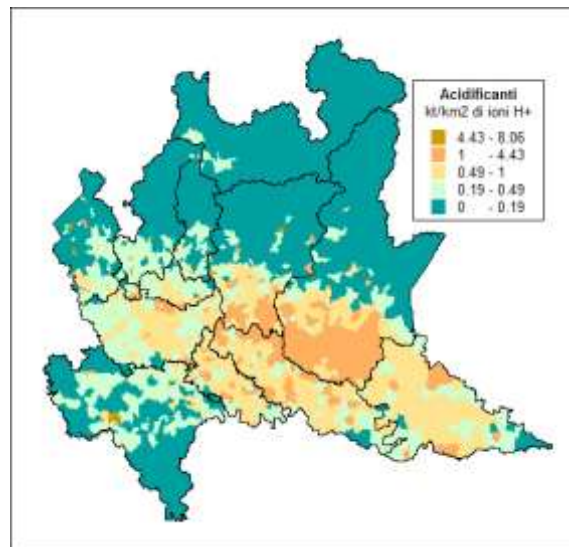 Acidificanti
kt/km2 di ioni H+
4.43 - 8.06
1 - 4.43
0.49 - 1
0.19 - 0.49
0 - 0.19